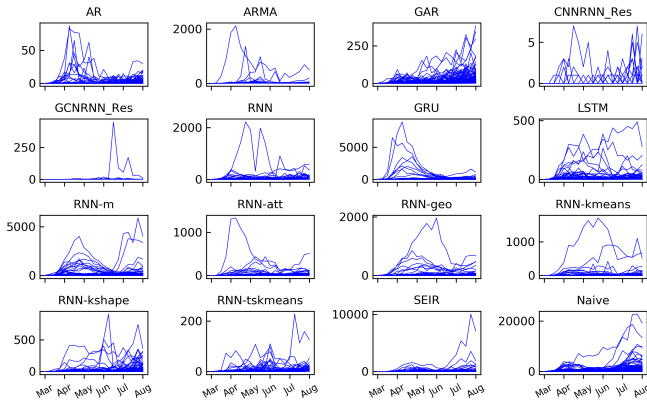 AR ARMA GAR CNNRNN_Res
50 2000 250 5
0 0 0 0
GCNRNN_Res RNN GRU LSTM
250 2000 5000 500
0 0 0 0
RNN-m RNN-att RNN-geo RNN-kmeans
5000 1000 2000 1000
0 0 0 0
RNN-kshape RNN-tskmeans SEIR Naive
500 200 10000 20000
0 0 0 0
Mar Apr May Jun Jul Aug Mar Apr May Jun Jul Aug Mar Apr May Jun Jul Aug Mar Apr May Jun Jul Aug